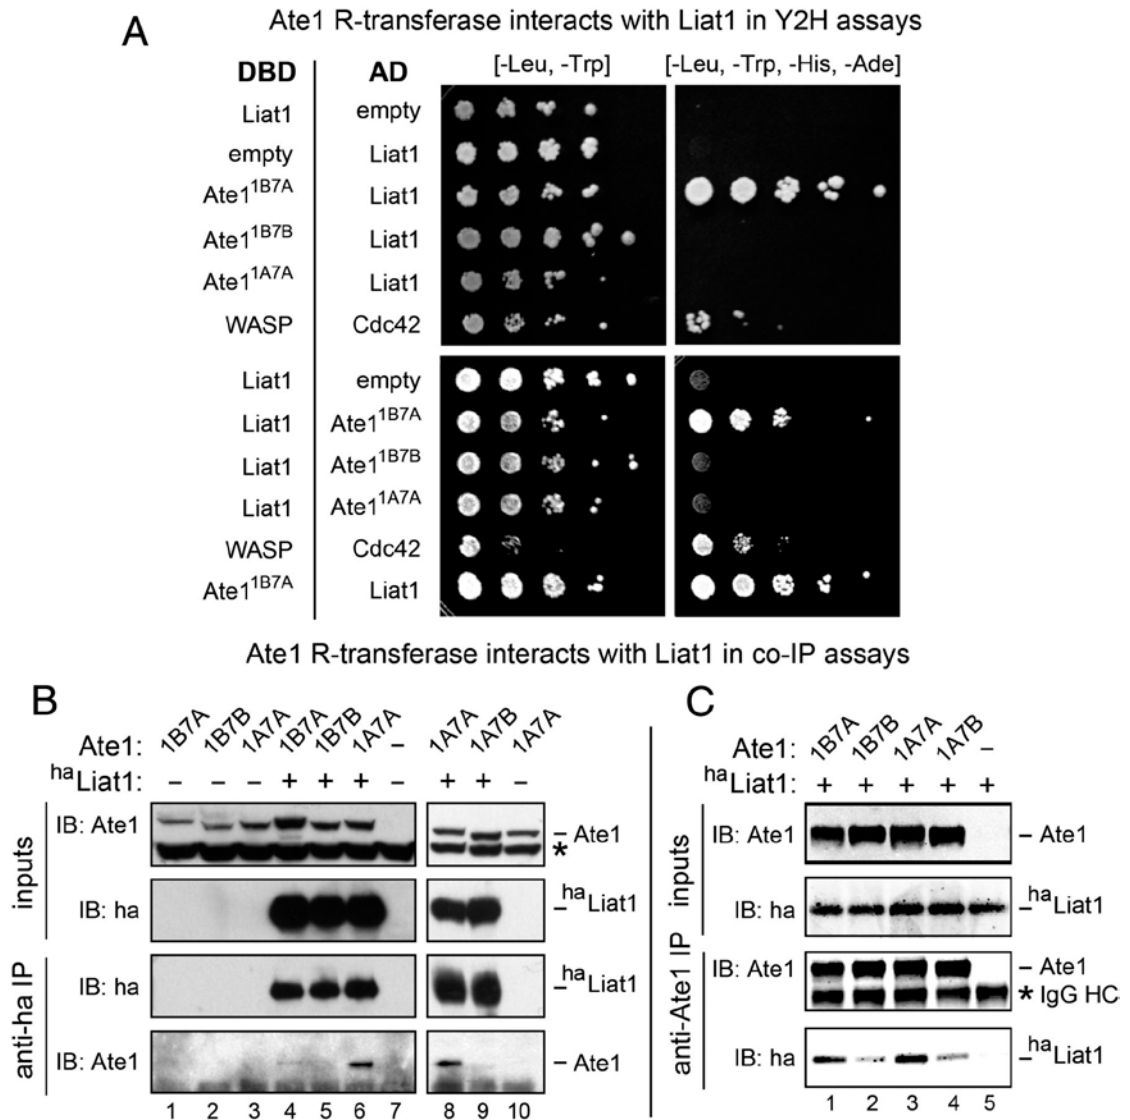 A
Ate1 R-transferase interacts with Liat1 in Y2H assays
DBD AD [-Leu, -Trp] [-Leu, -Trp, -His, -Ade]
Liat1 empty
empty Liat1
Ate1^1B7A Liat1
Ate1^1B7B Liat1
Ate1^1A7A Liat1
WASP Cdc42
Liat1 empty
Liat1 Ate1^1B7A
Liat1 Ate1^1B7B
Liat1 Ate1^1A7A
WASP Cdc42
Ate1^1B7A Liat1
Ate1 R-transferase interacts with Liat1 in co-IP assays
B
Ate1: 1B7A 1B7B 1A7A 1B7A 1B7B 1A7A – 1A7A 1A7B 1A7A
^haLiat1: – – – + + + – + + –
inputs
IB: Ate1 – Ate1
*
IB: ha – ^haLiat1
anti-ha IP
IB: ha – ^haLiat1
IB: Ate1 – Ate1
1 2 3 4 5 6 7 8 9 10
C
Ate1: 1B7A 1B7B 1A7A 1A7B –
^haLiat1: + + + + +
inputs
IB: Ate1 – Ate1
IB: ha – ^haLiat1
anti-Ate1 IP
IB: Ate1 – Ate1
* IgG HC
IB: ha – ^haLiat1
1 2 3 4 5